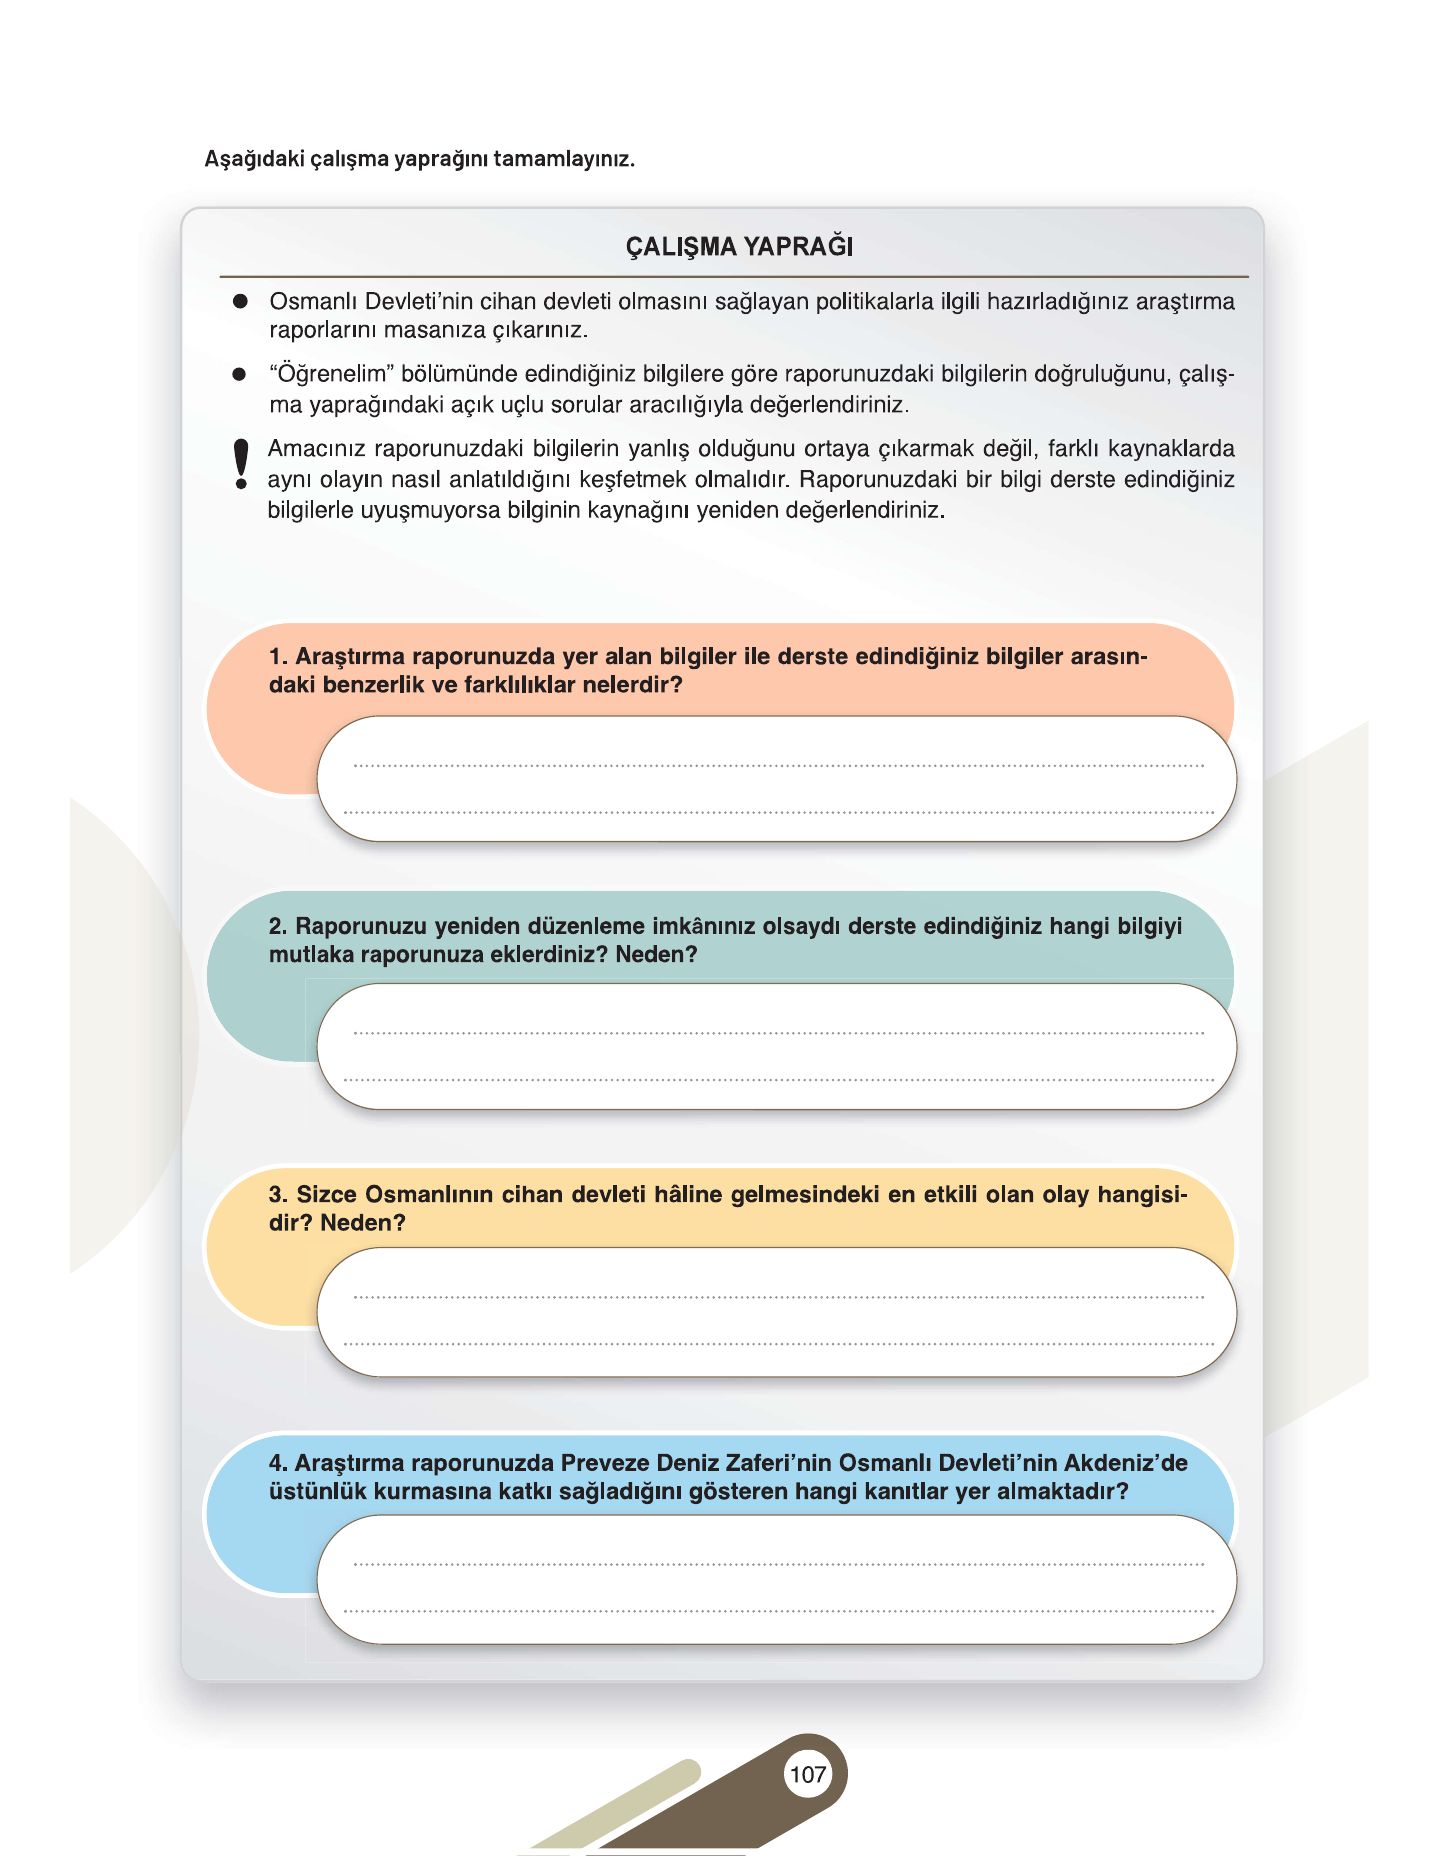 Aşağıdaki çalışma yaprağını tamamlayınız.
ÇALIŞMA YAPRAĞI
● Osmanlı Devleti’nin cihan devleti olmasını sağlayan politikalarla ilgili hazırladığınız araştırma
raporlarını masanıza çıkarınız.
● “Öğrenelim” bölümünde edindiğiniz bilgilere göre raporunuzdaki bilgilerin doğruluğunu, çalış-
ma yaprağındaki açık uçlu sorular aracılığıyla değerlendiriniz.
! Amacınız raporunuzdaki bilgilerin yanlış olduğunu ortaya çıkarmak değil, farklı kaynaklarda
aynı olayın nasıl anlatıldığını keşfetmek olmalıdır. Raporunuzdaki bir bilgi derste edindiğiniz
bilgilerle uyuşmuyorsa bilginin kaynağını yeniden değerlendiriniz.
1. Araştırma raporunuzda yer alan bilgiler ile derste edindiğiniz bilgiler arasın-
daki benzerlik ve farklılıklar nelerdir?
2. Raporunuzu yeniden düzenleme imkânınız olsaydı derste edindiğiniz hangi bilgiyi
mutlaka raporunuza eklerdiniz? Neden?
3. Sizce Osmanlının cihan devleti hâline gelmesindeki en etkili olan olay hangisi-
dir? Neden?
4. Araştırma raporunuzda Preveze Deniz Zaferi’nin Osmanlı Devleti’nin Akdeniz’de
üstünlük kurmasına katkı sağladığını gösteren hangi kanıtlar yer almaktadır?
107